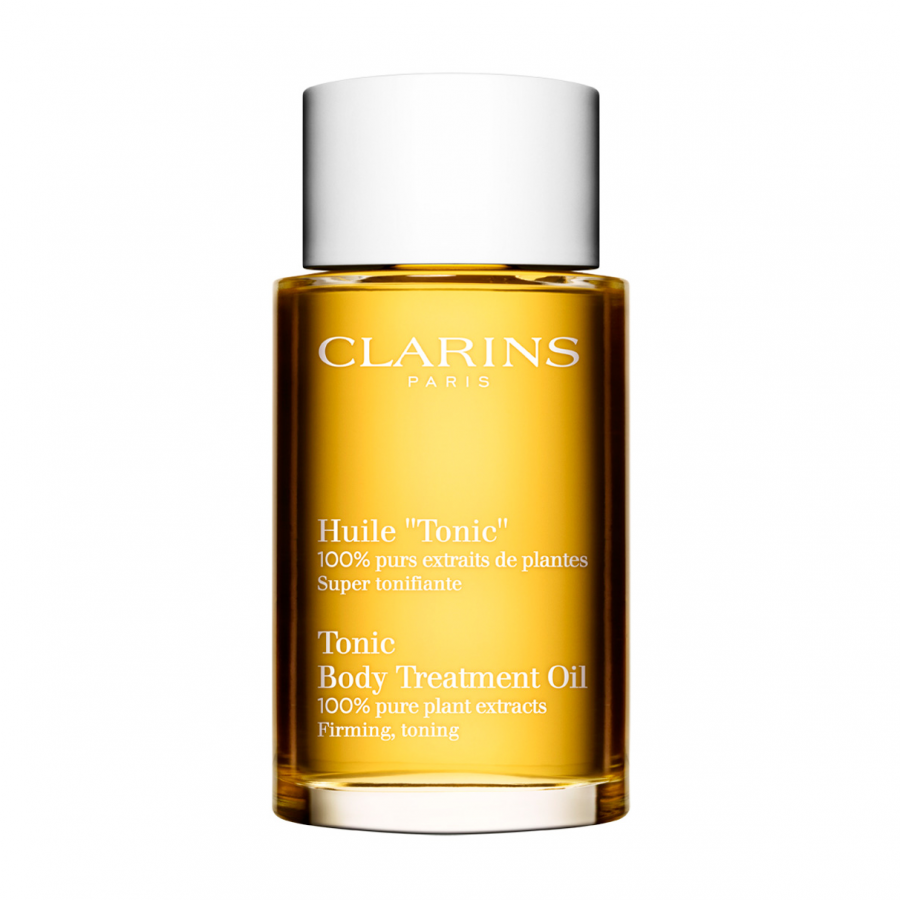 CLARINS
PARIS
Huile "Tonic"
100% purs extraits de plantes
Super tonifiante
Tonic
Body Treatment Oil
100% pure plant extracts
Firming, toning